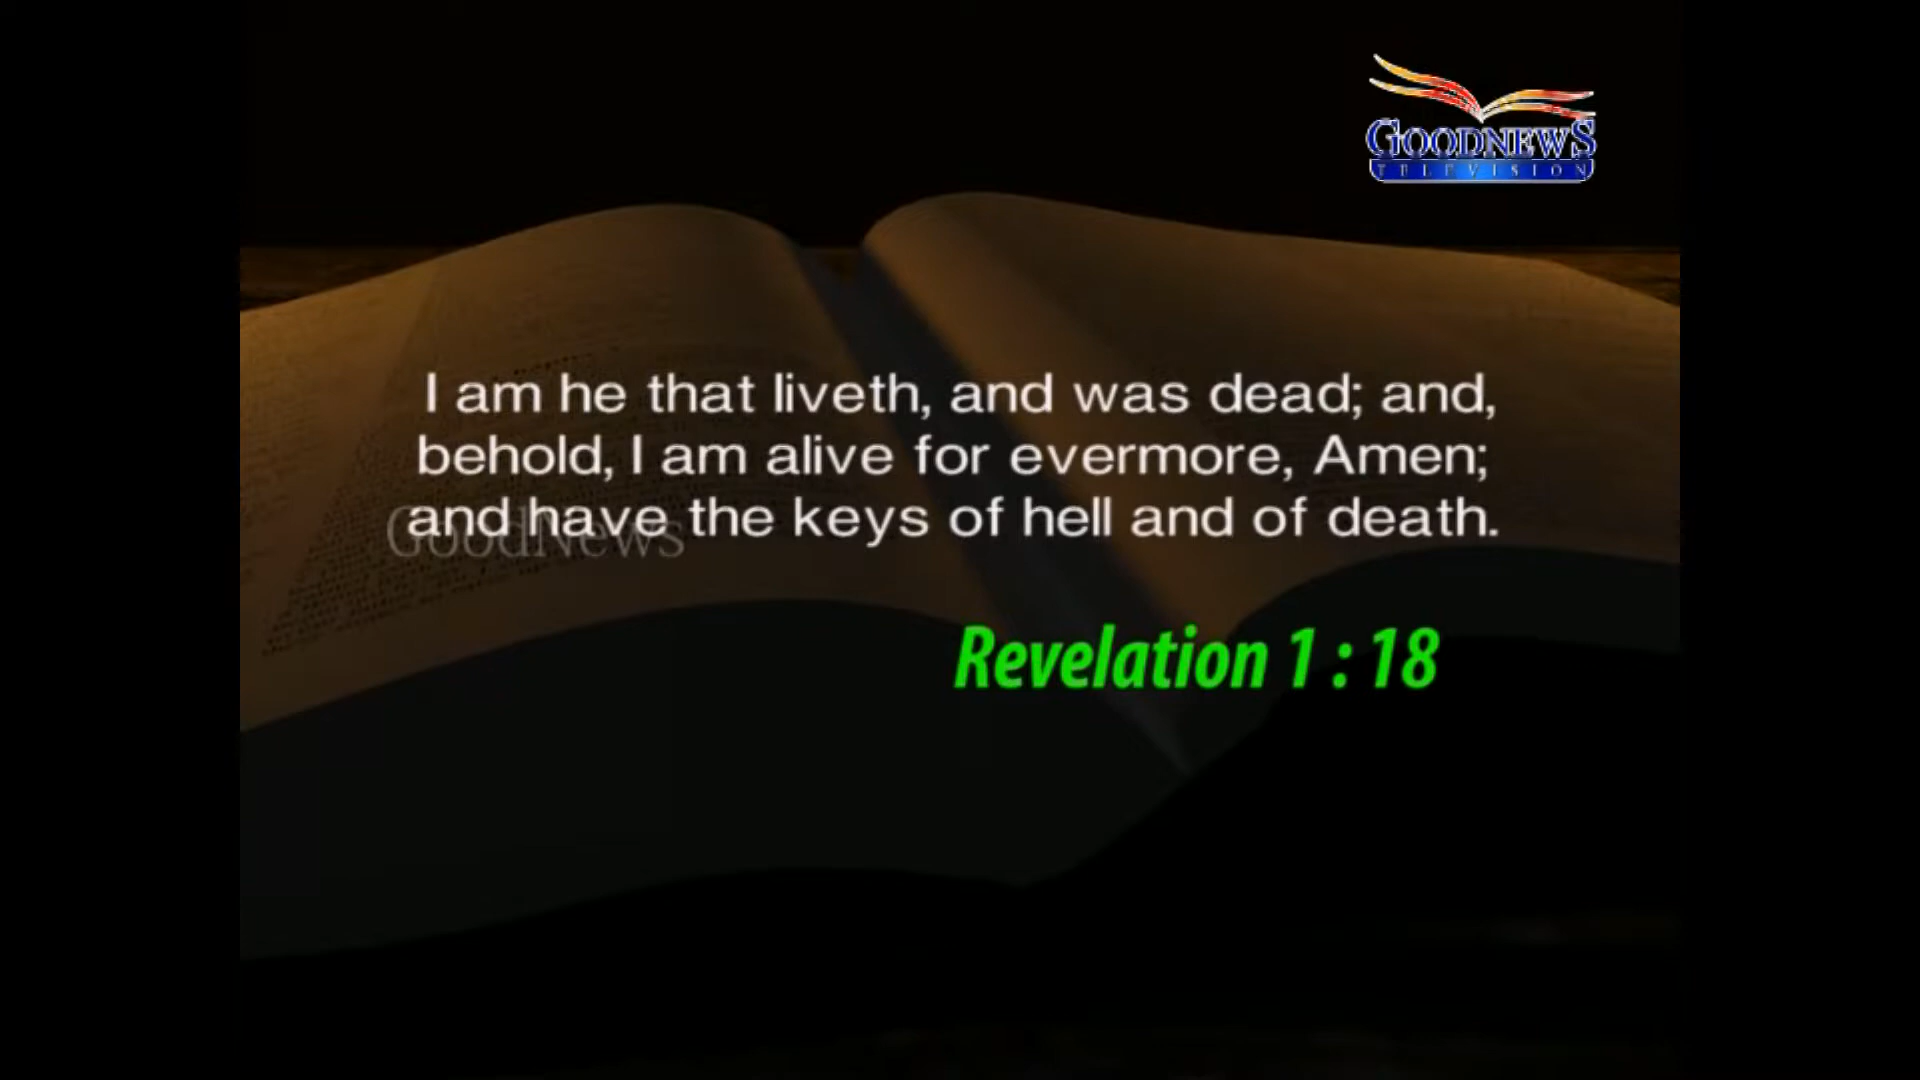 GOODNEWS
TELEVISION
I am he that liveth, and was dead; and,
behold, I am alive for evermore, Amen;
and have the keys of hell and of death.
GoodNews
Revelation 1 : 18